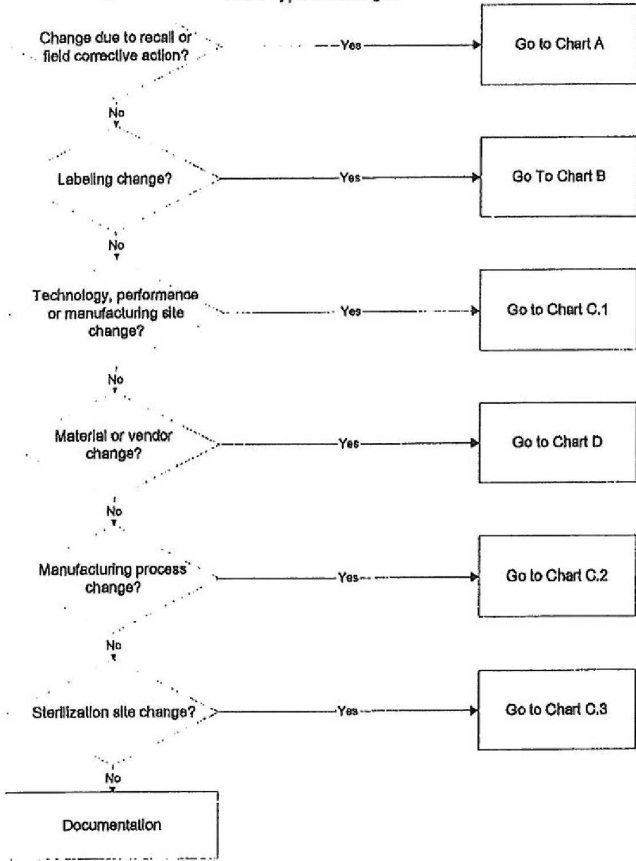 Change due to recall or
field corrective action?
Yes
Go to Chart A
No
Labeling change?
Yes
Go To Chart B
No
Technology, performance
or manufacturing site
change?
Yes
Go to Chart C.1
No
Material or vendor
change?
Yes
Go to Chart D
No
Manufacturing process
change?
Yes
Go to Chart C.2
No
Sterilization site change?
Yes
Go to Chart C.3
No
Documentation